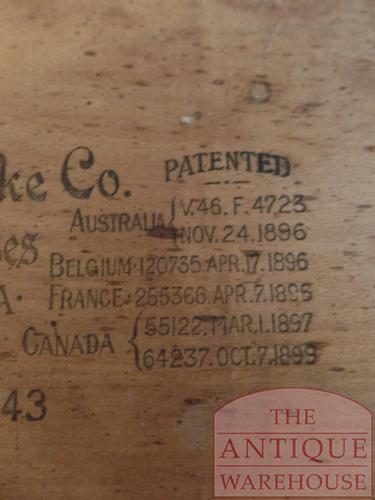 ke Co. PATENTED
AUSTRALIA { V.46. F.4723
NOV.24.1896
es
BELGIUM·120735.APR.17.1896
A· FRANCE·255366.APR.7.1896
CANADA { 55122.MAR.1.1897
64237.OCT.7.1899
43
THE
ANTIQUE
WAREHOUSE